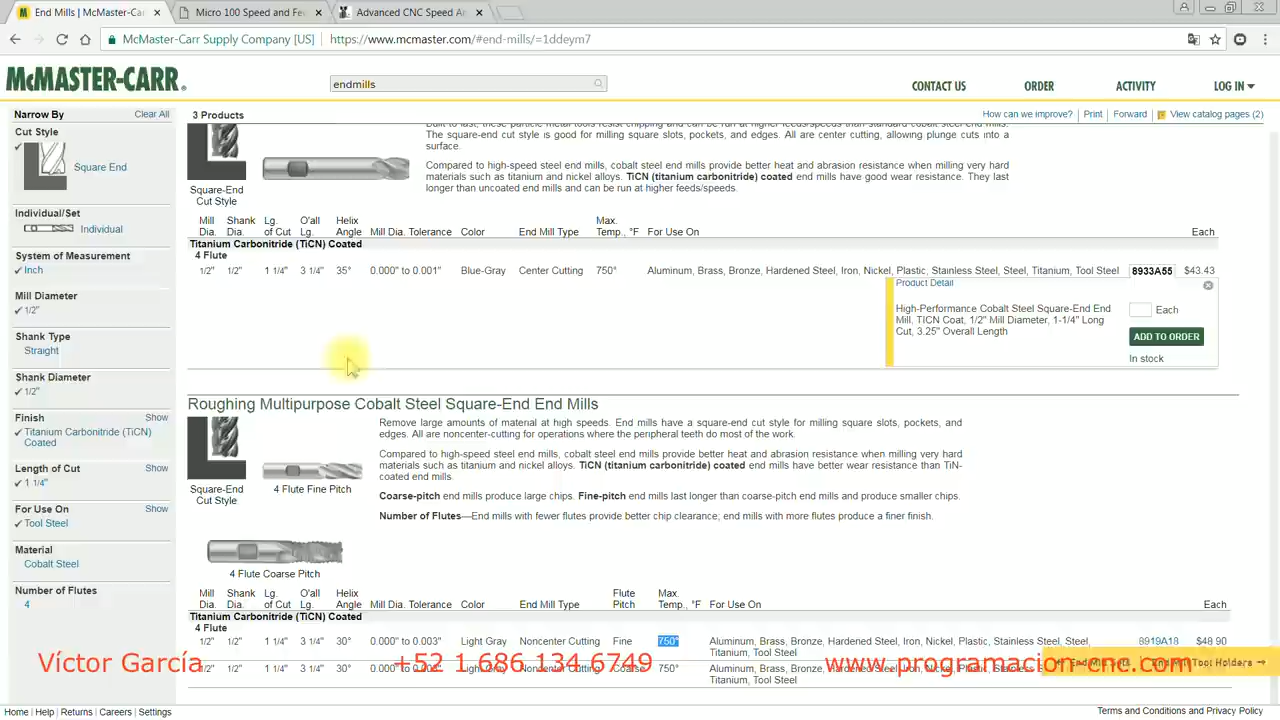 End Mills | McMaster-Car
Micro 100 Speed and Fe
Advanced CNC Speed A
McMaster-Carr Supply Company [US]
https://www.mcmaster.com/#end-mills/=1ddeym7
McMASTER-CARR
endmills
CONTACT US
ORDER
ACTIVITY
LOG IN
Narrow By
Clear All
3 Products
How can we improve? | Print | Forward | View catalog pages (2)
Cut Style
Square End
Individual/Set
Individual
System of Measurement
Inch
Mill Diameter
1/2"
Shank Type
Straight
Shank Diameter
1/2"
Finish Show
Titanium Carbonitride (TiCN)
Coated
Length of Cut Show
1 1/4"
For Use On Show
Tool Steel
Material
Cobalt Steel
Number of Flutes
4
The square-end cut style is good for milling square slots, pockets, and edges. All are center cutting, allowing plunge cuts into a
surface.
Compared to high-speed steel end mills, cobalt steel end mills provide better heat and abrasion resistance when milling very hard
materials such as titanium and nickel alloys. TiCN (titanium carbonitride) coated end mills have good wear resistance. They last
longer than uncoated end mills and can be run at higher feeds/speeds.
Square-End
Cut Style
Mill Dia. Shank Dia. Lg. of Cut O'all Lg. Helix Angle Mill Dia. Tolerance Color End Mill Type Max. Temp., °F For Use On Each
Titanium Carbonitride (TiCN) Coated
4 Flute
1/2" 1/2" 1 1/4" 3 1/4" 35° 0.000" to 0.001" Blue-Gray Center Cutting 750° Aluminum, Brass, Bronze, Hardened Steel, Iron, Nickel, Plastic, Stainless Steel, Steel, Titanium, Tool Steel 8933A55 $43.43
Product Detail
High-Performance Cobalt Steel Square-End End
Mill, TICN Coat, 1/2" Mill Diameter, 1-1/4" Long
Cut, 3.25" Overall Length
Each
ADD TO ORDER
In stock
Roughing Multipurpose Cobalt Steel Square-End End Mills
Remove large amounts of material at high speeds. End mills have a square-end cut style for milling square slots, pockets, and
edges. All are noncenter-cutting for operations where the peripheral teeth do most of the work.
Compared to high-speed steel end mills, cobalt steel end mills provide better heat and abrasion resistance when milling very hard
materials such as titanium and nickel alloys. TiCN (titanium carbonitride) coated end mills have better wear resistance than TiN-
coated end mills.
Coarse-pitch end mills produce large chips. Fine-pitch end mills last longer than coarse-pitch end mills and produce smaller chips.
Number of Flutes—End mills with fewer flutes provide better chip clearance; end mills with more flutes produce a finer finish.
Square-End
Cut Style
4 Flute Fine Pitch
4 Flute Coarse Pitch
Mill Dia. Shank Dia. Lg. of Cut O'all Lg. Helix Angle Mill Dia. Tolerance Color End Mill Type Flute Pitch Max. Temp., °F For Use On Each
Titanium Carbonitride (TiCN) Coated
4 Flute
1/2" 1/2" 1 1/4" 3 1/4" 30° 0.000" to 0.003" Light Gray Noncenter Cutting Fine 750° Aluminum, Brass, Bronze, Hardened Steel, Iron, Nickel, Plastic, Stainless Steel, Steel, 8919A18 $48.90
Titanium, Tool Steel
1/2" 1/2" 1 1/4" 3 1/4" 30° 0.000" to 0.003" Light Gray Noncenter Cutting Coarse 750° Aluminum, Brass, Bronze, Hardened Steel, Iron, Nickel, Plastic, Stainless
Titanium, Tool Steel
Víctor García
+52 1 686 134 6749
www.programacion-cnc.com
Tool Holders
Home | Help | Returns | Careers | Settings
Terms and Conditions and Privacy Policy